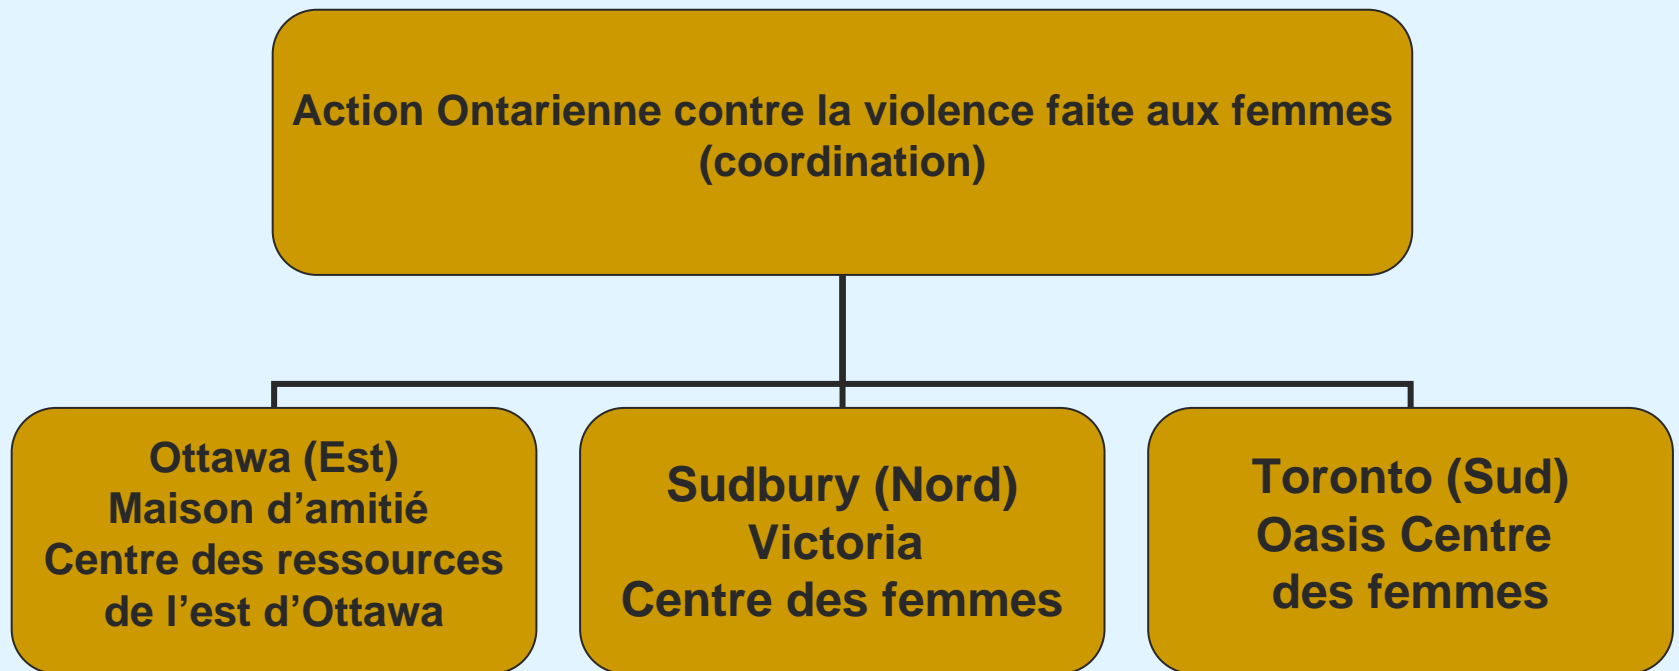 Action Ontarienne contre la violence faite aux femmes
(coordination)
Ottawa (Est)
Maison d’amitié
Centre des ressources
de l’est d’Ottawa
Sudbury (Nord)
Victoria
Centre des femmes
Toronto (Sud)
Oasis Centre
des femmes